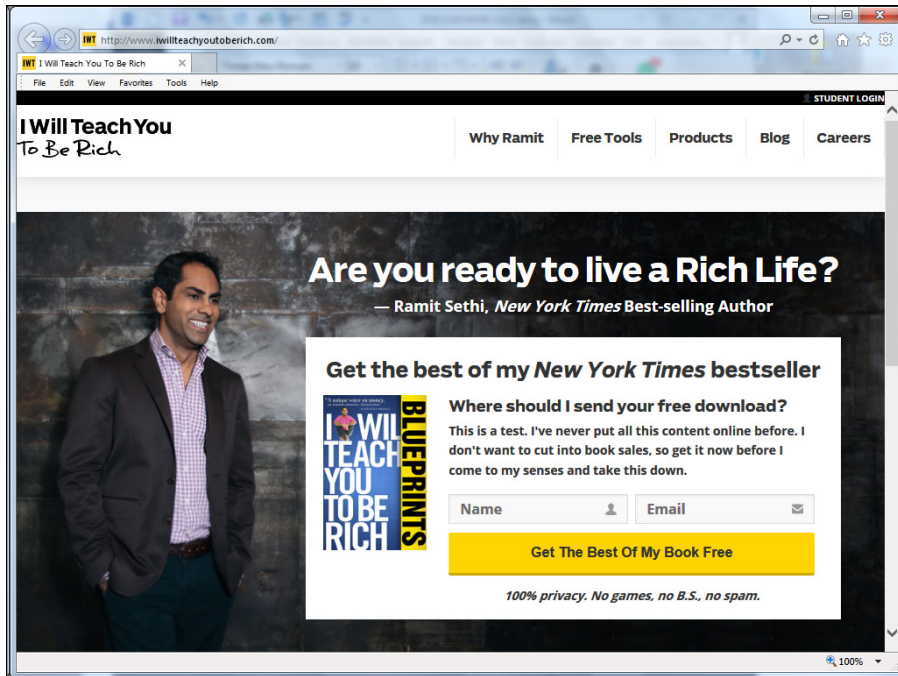 http://www.iwillteachyoutoberich.com/
IWT I Will Teach You To Be Rich
File Edit View Favorites Tools Help
STUDENT LOGIN
I Will Teach You
To Be Rich
Why Ramit Free Tools Products Blog Careers
Are you ready to live a Rich Life?
— Ramit Sethi, New York Times Best-selling Author
Get the best of my New York Times bestseller
I WILL
TEACH
YOU
TO BE
RICH
BLUEPRINTS
Where should I send your free download?
This is a test. I've never put all this content online before. I
don't want to cut into book sales, so get it now before I
come to my senses and take this down.
Name Email
Get The Best Of My Book Free
100% privacy. No games, no B.S., no spam.
100%